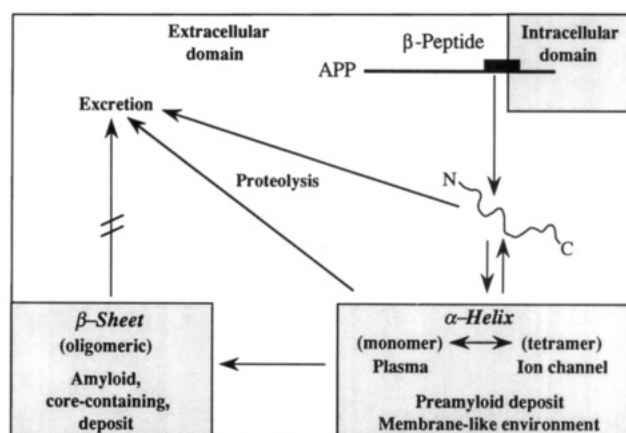 Extracellular
domain
β-Peptide
Intracellular
domain
APP
Excretion
Proteolysis
N
C
β–Sheet
(oligomeric)
Amyloid,
core-containing,
deposit
α–Helix
(monomer) (tetramer)
Plasma Ion channel
Preamyloid deposit
Membrane-like environment